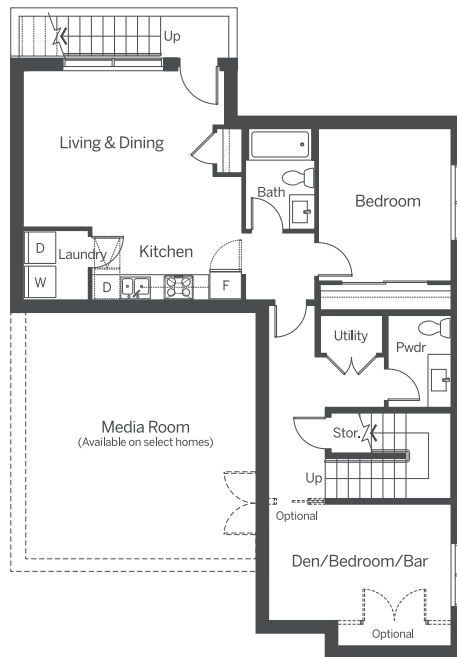 Up
Living & Dining
Bath
Bedroom
D
Laundry
Kitchen
W
D
F
Utility
Pwdr
Media Room
(Available on select homes)
Stor.
Up
Optional
Den/Bedroom/Bar
Optional